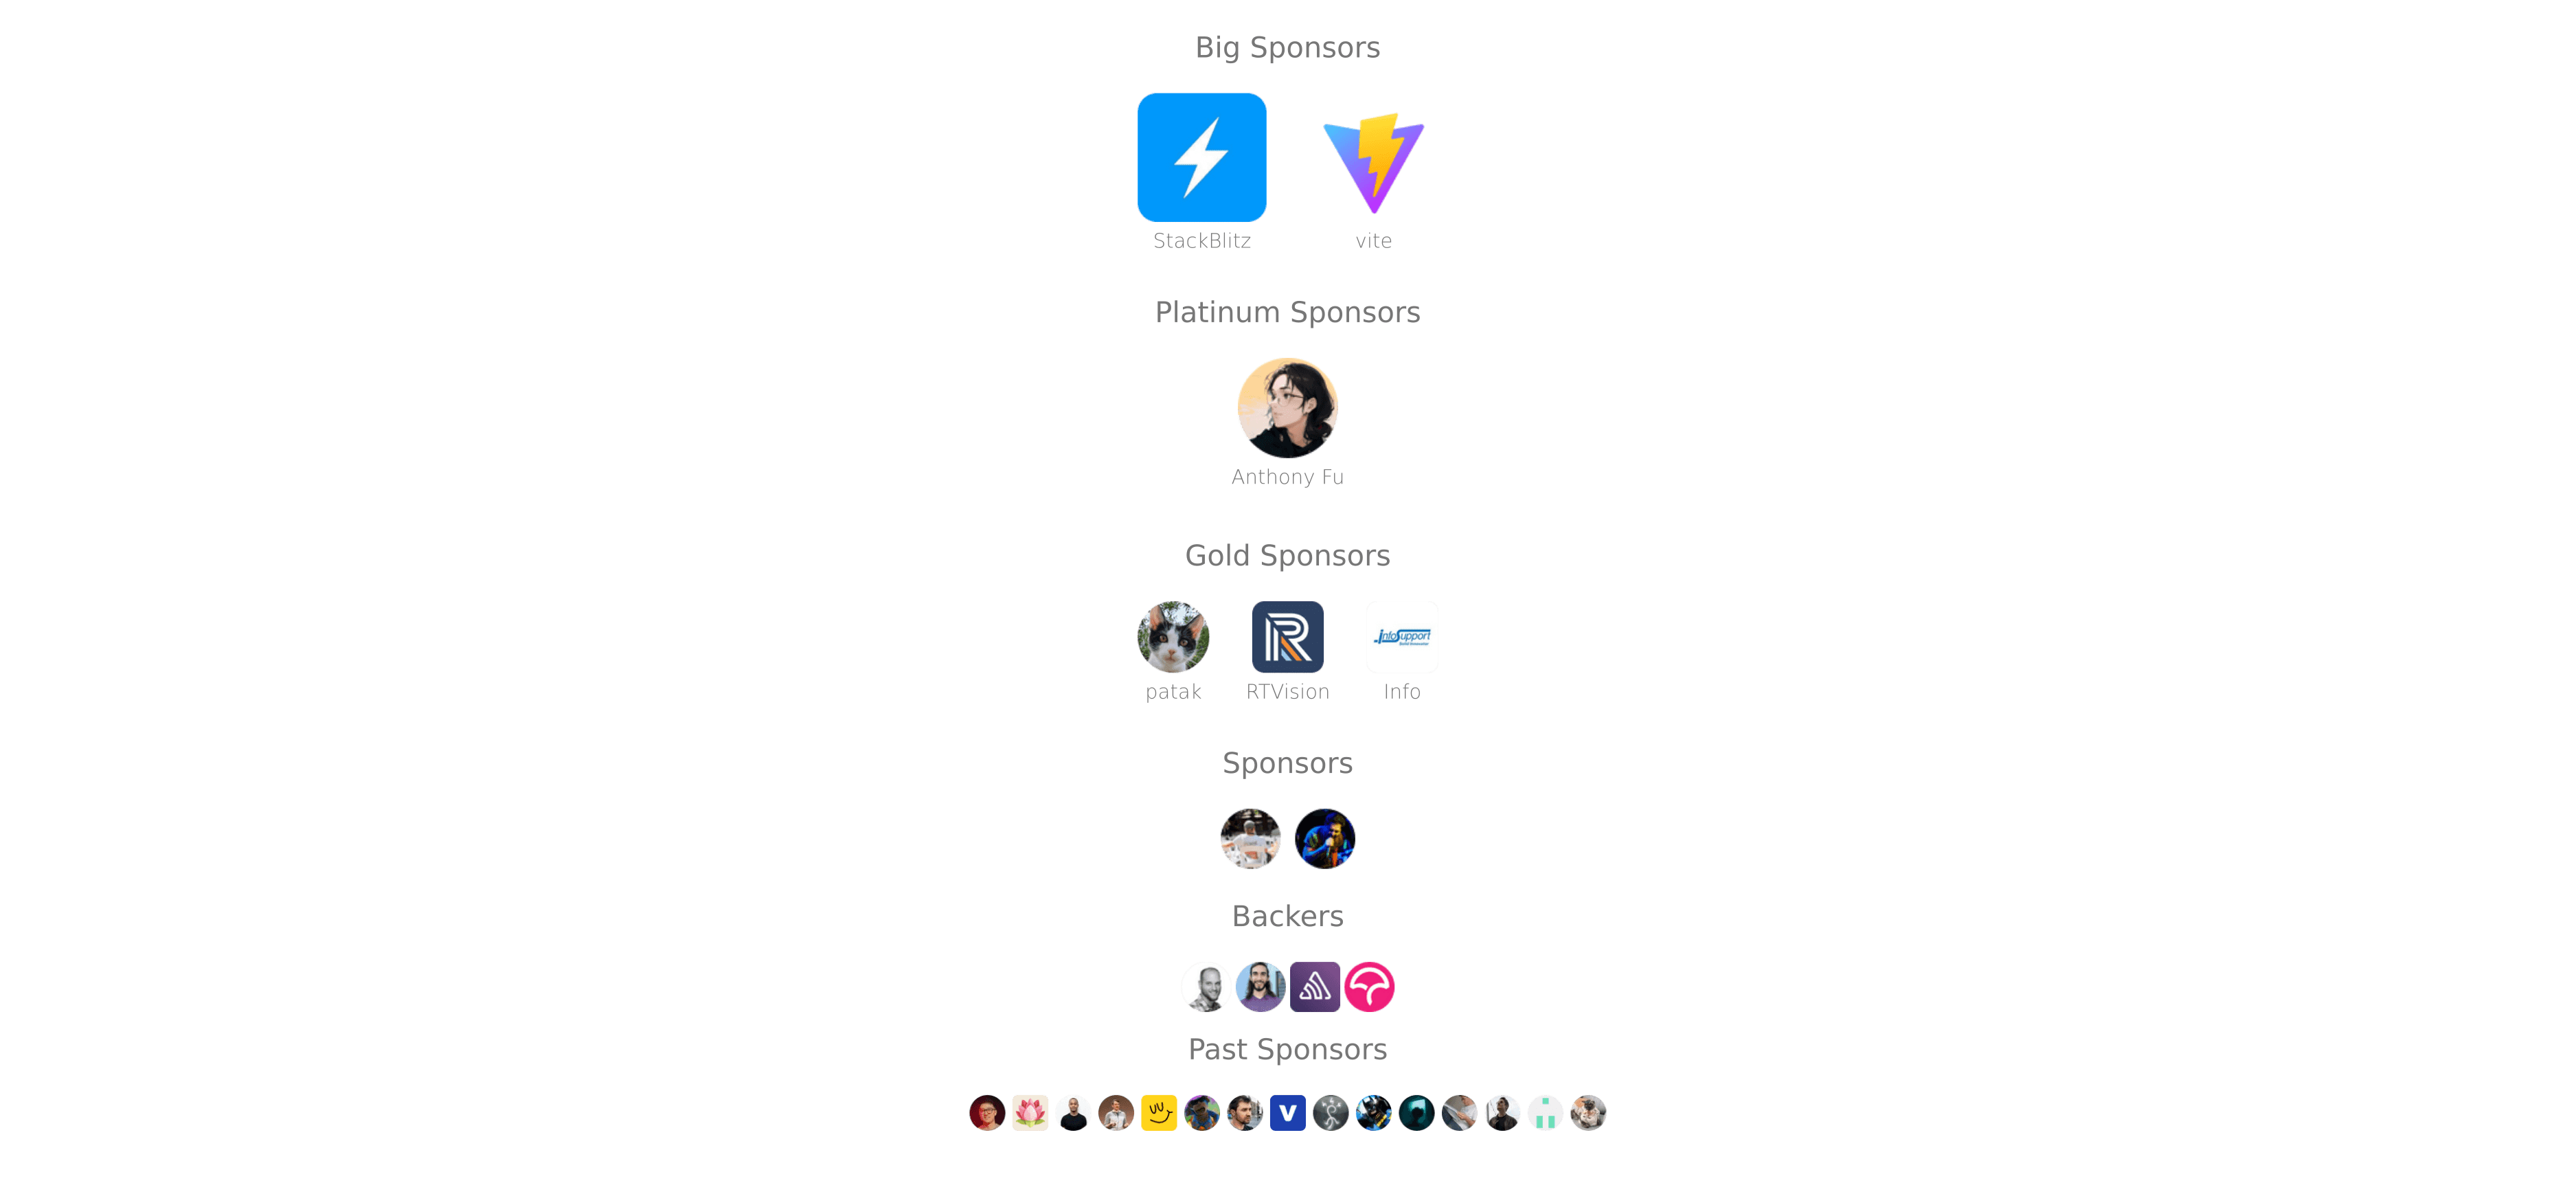 Big Sponsors
StackBlitz
vite
Platinum Sponsors
Anthony Fu
Gold Sponsors
infoSupport
patak
RTVision
Info
Sponsors
Backers
Past Sponsors